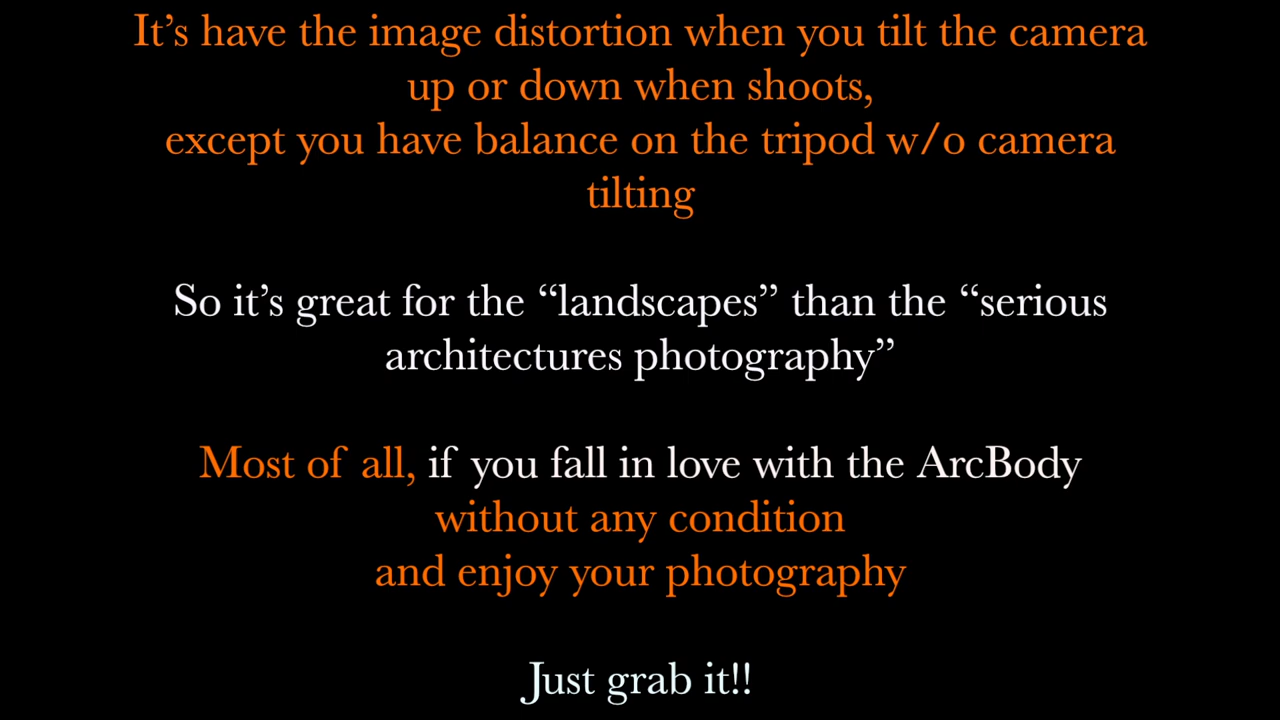 It’s have the image distortion when you tilt the camera
up or down when shoots,
except you have balance on the tripod w/o camera
tilting
So it’s great for the “landscapes” than the “serious
architectures photography”
Most of all, if you fall in love with the ArcBody
without any condition
and enjoy your photography
Just grab it!!